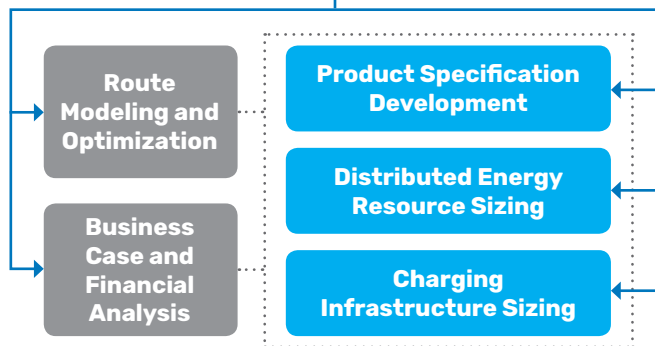 Route
Modeling and
Optimization
Business
Case and
Financial
Analysis
Product Specification
Development
Distributed Energy
Resource Sizing
Charging
Infrastructure Sizing